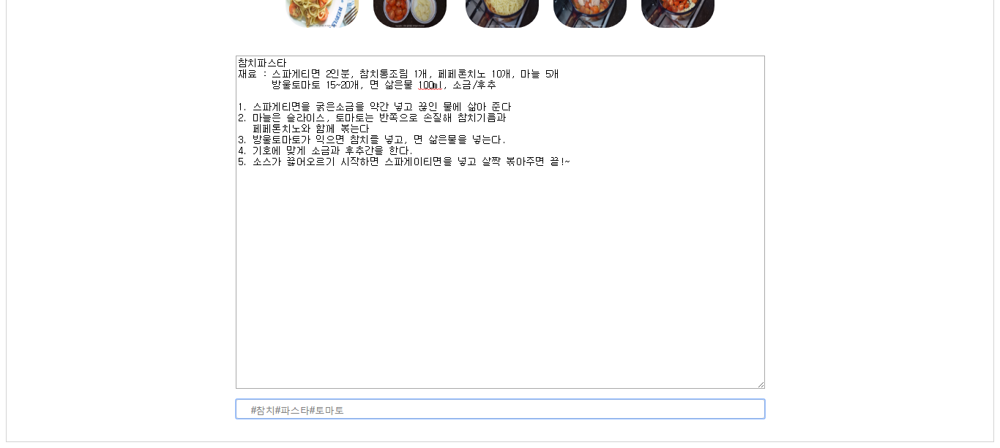 참치파스타
재료 : 스파게티면 2인분, 참치통조림 1개, 페페론치노 10개, 마늘 5개
방울토마토 15~20개, 면 삶은물 100ml, 소금/후추
1. 스파게티면을 굵은소금을 약간 넣고 끊인 물에 삶아 준다
2. 마늘은 슬라이스, 토마토는 반쪽으로 손질해 참치기름과
페페론치노와 함께 볶는다
3. 방울토마토가 익으면 참치를 넣고, 면 삶은물을 넣는다.
4. 기호에 맞게 소금과 후추간을 한다.
5. 소스가 끓어오르기 시작하면 스파게이티면을 넣고 살짝 볶아주면 끝!~
#참치#파스타#토마토